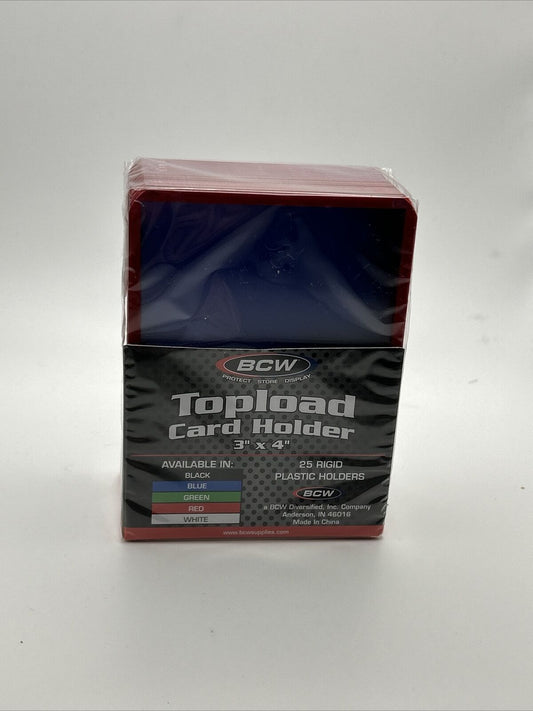 BCW
PROTECT STORE DISPLAY
Topload
Card Holder
3" x 4"
AVAILABLE IN:
BLACK
BLUE
GREEN
RED
WHITE
25 RIGID
PLASTIC HOLDERS
BCW
a BCW Diversified, Inc. Company
Anderson, IN 46016
Made In China
www.bcwsupplies.com